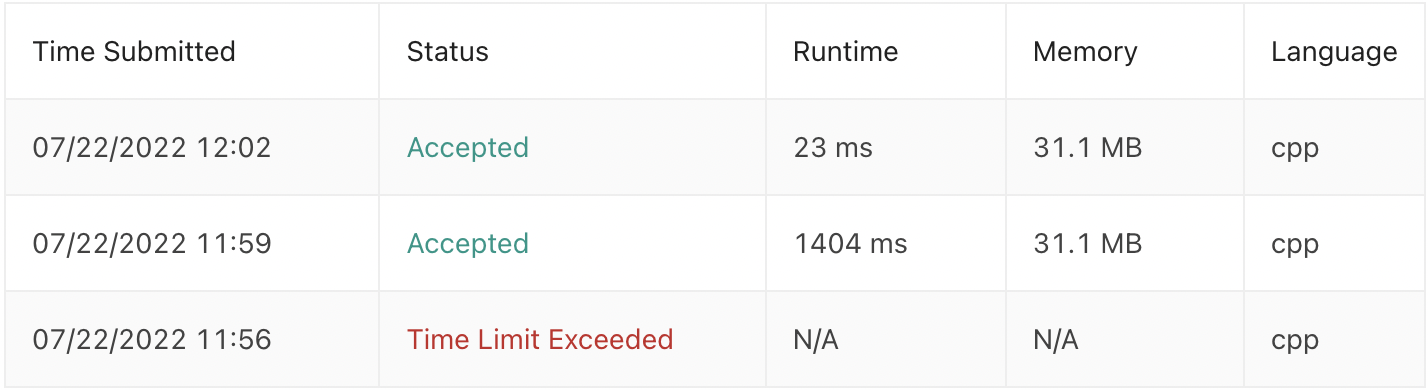 Time Submitted Status Runtime Memory Language
07/22/2022 12:02 Accepted 23 ms 31.1 MB cpp
07/22/2022 11:59 Accepted 1404 ms 31.1 MB cpp
07/22/2022 11:56 Time Limit Exceeded N/A N/A cpp